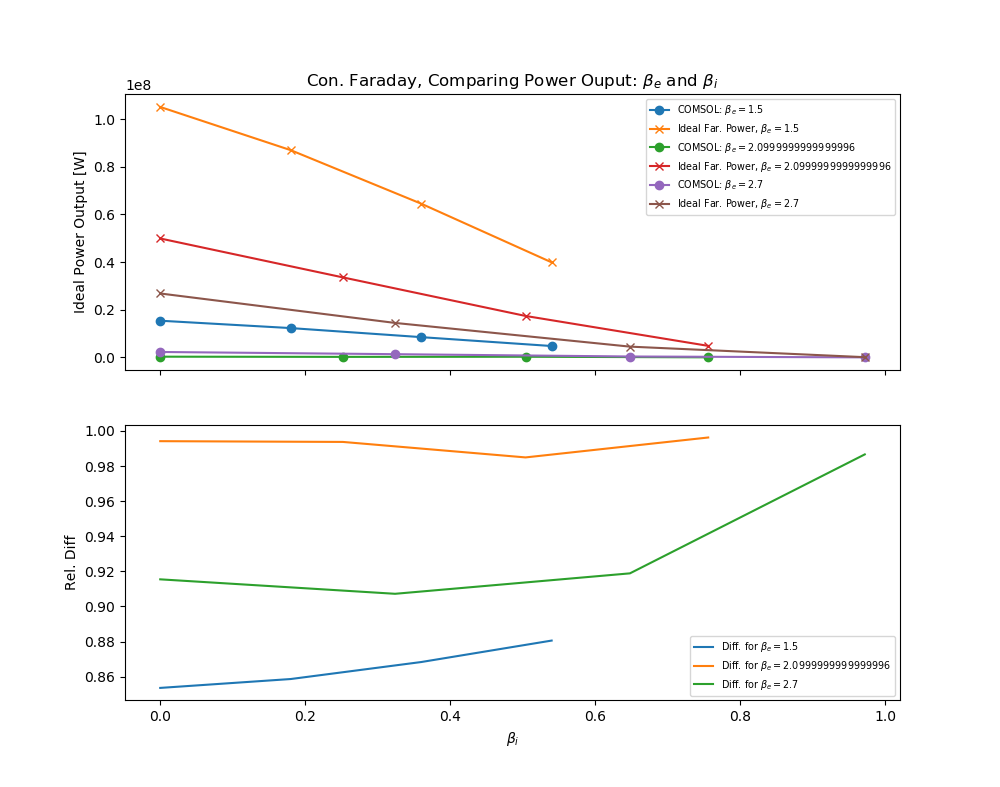 Con. Faraday, Comparing Power Ouput: βₑ and βᵢ
1e8
1.0
0.8
0.6
0.4
0.2
0.0
Ideal Power Output [W]
COMSOL: βₑ = 1.5
Ideal Far. Power, βₑ = 1.5
COMSOL: βₑ = 2.0999999999999996
Ideal Far. Power, βₑ = 2.0999999999999996
COMSOL: βₑ = 2.7
Ideal Far. Power, βₑ = 2.7
1.00
0.98
0.96
0.94
0.92
0.90
0.88
0.86
Rel. Diff
Diff. for βₑ = 1.5
Diff. for βₑ = 2.0999999999999996
Diff. for βₑ = 2.7
0.0 0.2 0.4 0.6 0.8 1.0
βᵢ